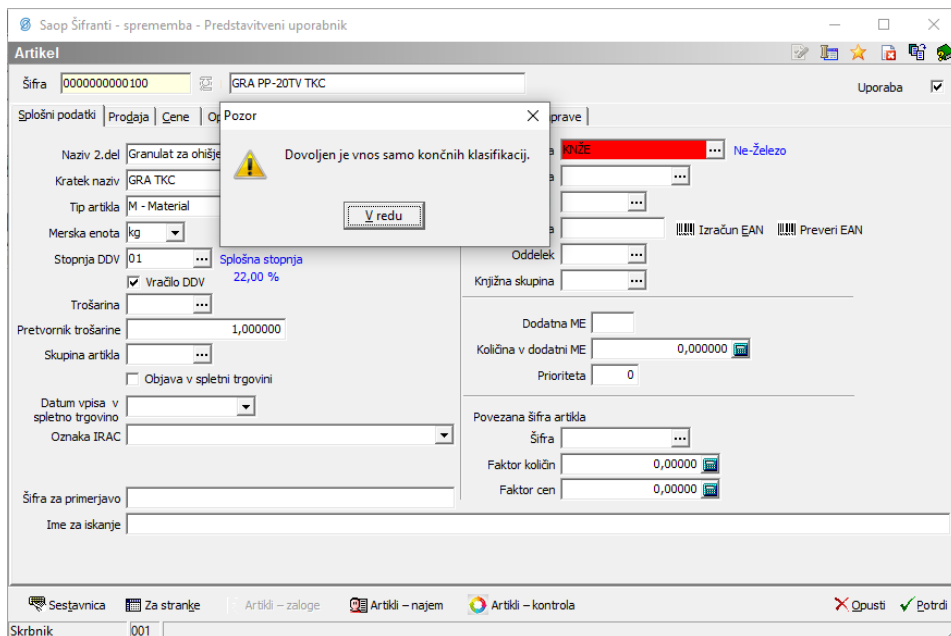 Saop Šifranti - sprememba - Predstavitveni uporabnik
Artikel
Šifra 0000000000100 GRA PP-20TV TKC Uporaba
Splošni podatki Prodaja Cene
Pozor
Dovoljen je vnos samo končnih klasifikacij.
V redu
Naziv 2.del Granulat za ohišje
Kratek naziv GRA TKC
Tip artikla M - Material
Merska enota kg
Stopnja DDV 01 ... Splošna stopnja
22,00 %
Vračilo DDV
Trošarina ...
Pretvornik trošarine 1,000000
Skupina artikla ...
Objava v spletni trgovini
Datum vpisa v
spletno trgovino
Oznaka IRAC
Šifra za primerjavo
Ime za iskanje
KNŽE ... Ne-Železo
...
...
Izračun EAN Preveri EAN
Oddelek ...
Knjižna skupina ...
Dodatna ME
Količina v dodatni ME 0,000000
Prioriteta 0
Povezana šifra artikla
Šifra ...
Faktor količin 0,00000
Faktor cen 0,00000
Sestavnica Za stranke Artikli – zaloge Artikli – najem Artikli – kontrola Opusti Potrdi
Skrbnik 001